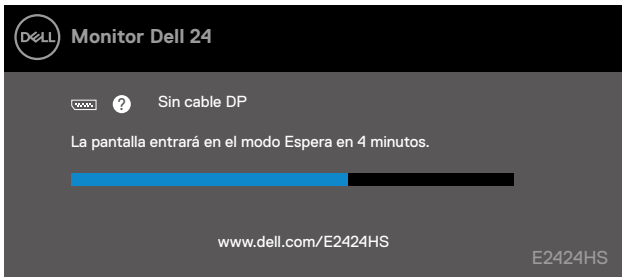 DELL Monitor Dell 24
? Sin cable DP
La pantalla entrará en el modo Espera en 4 minutos.
www.dell.com/E2424HS
E2424HS